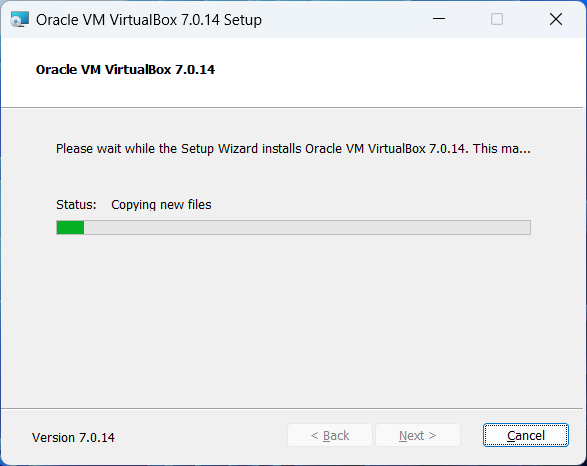 Oracle VM VirtualBox 7.0.14 Setup
Oracle VM VirtualBox 7.0.14
Please wait while the Setup Wizard installs Oracle VM VirtualBox 7.0.14. This ma...
Status: Copying new files
Version 7.0.14
< Back Next > Cancel